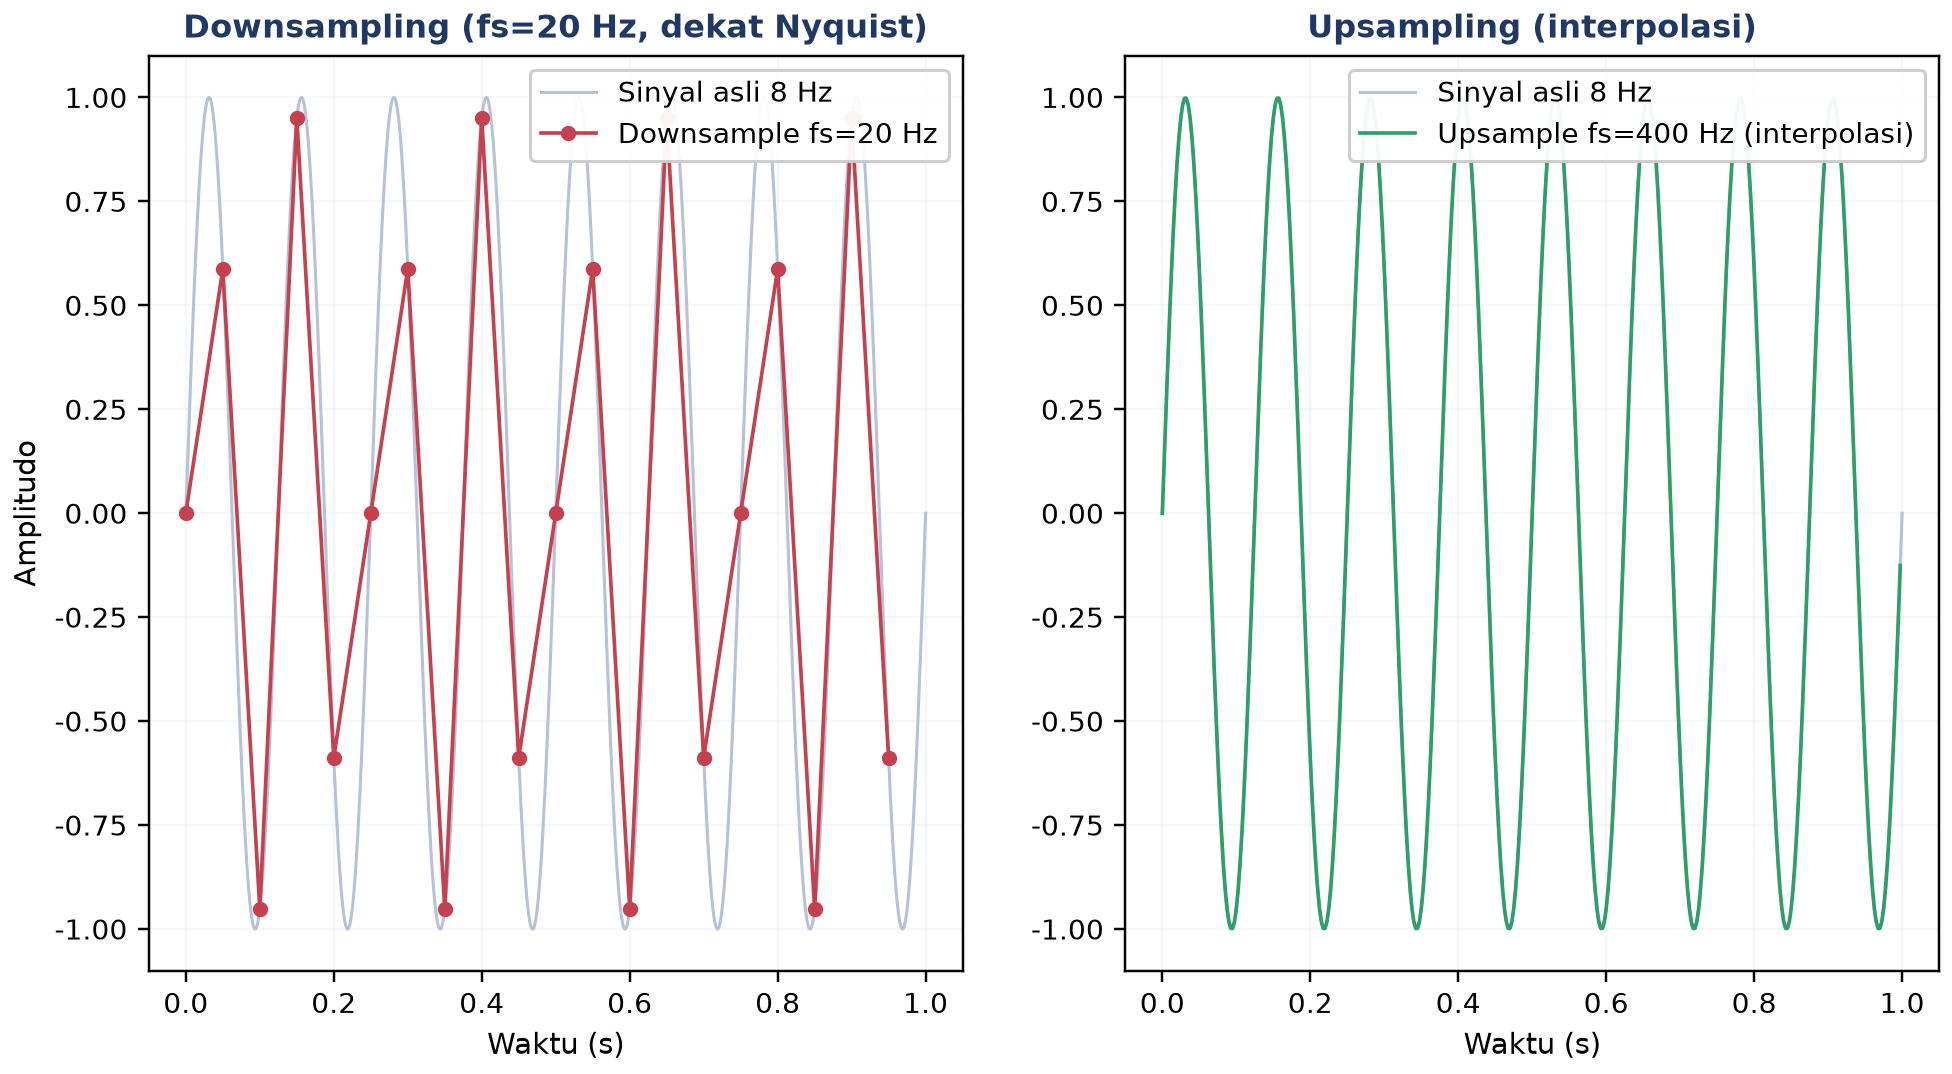 Downsampling (fs=20 Hz, dekat Nyquist)
Sinyal asli 8 Hz
Downsample fs=20 Hz
1.00
0.75
0.50
0.25
0.00
-0.25
-0.50
-0.75
-1.00
Amplitudo
0.0 0.2 0.4 0.6 0.8 1.0
Waktu (s)
Upsampling (interpolasi)
Sinyal asli 8 Hz
Upsample fs=400 Hz (interpolasi)
1.00
0.75
0.50
0.25
0.00
-0.25
-0.50
-0.75
-1.00
0.0 0.2 0.4 0.6 0.8 1.0
Waktu (s)